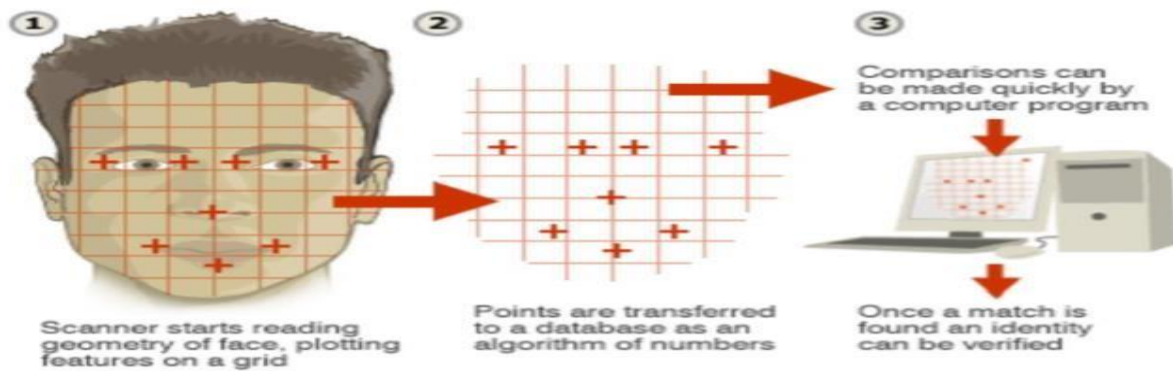 1
2
3
Scanner starts reading
geometry of face, plotting
features on a grid
Points are transferred
to a database as an
algorithm of numbers
Comparisons can
be made quickly by
a computer program
Once a match is
found an identity
can be verified